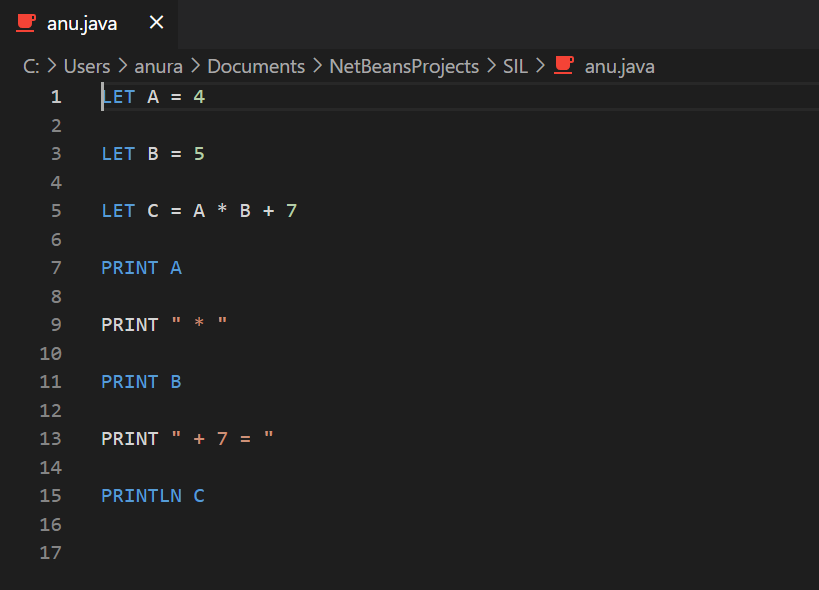 anu.java
C: > Users > anura > Documents > NetBeansProjects > SIL > anu.java
1 LET A = 4
2
3 LET B = 5
4
5 LET C = A * B + 7
6
7 PRINT A
8
9 PRINT " * "
10
11 PRINT B
12
13 PRINT " + 7 = "
14
15 PRINTLN C
16
17